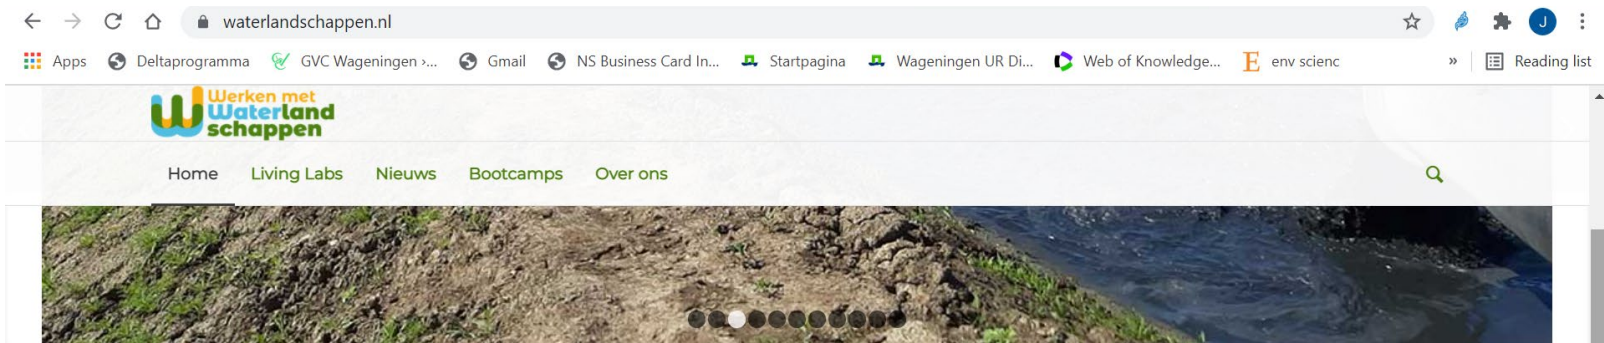 waterlandschappen.nl
J
Apps Deltaprogramma GVC Wageningen ›... Gmail NS Business Card In... Startpagina Wageningen UR Di... Web of Knowledge... E env scienc » Reading list
Werken met
Waterland
schappen
Home Living Labs Nieuws Bootcamps Over ons